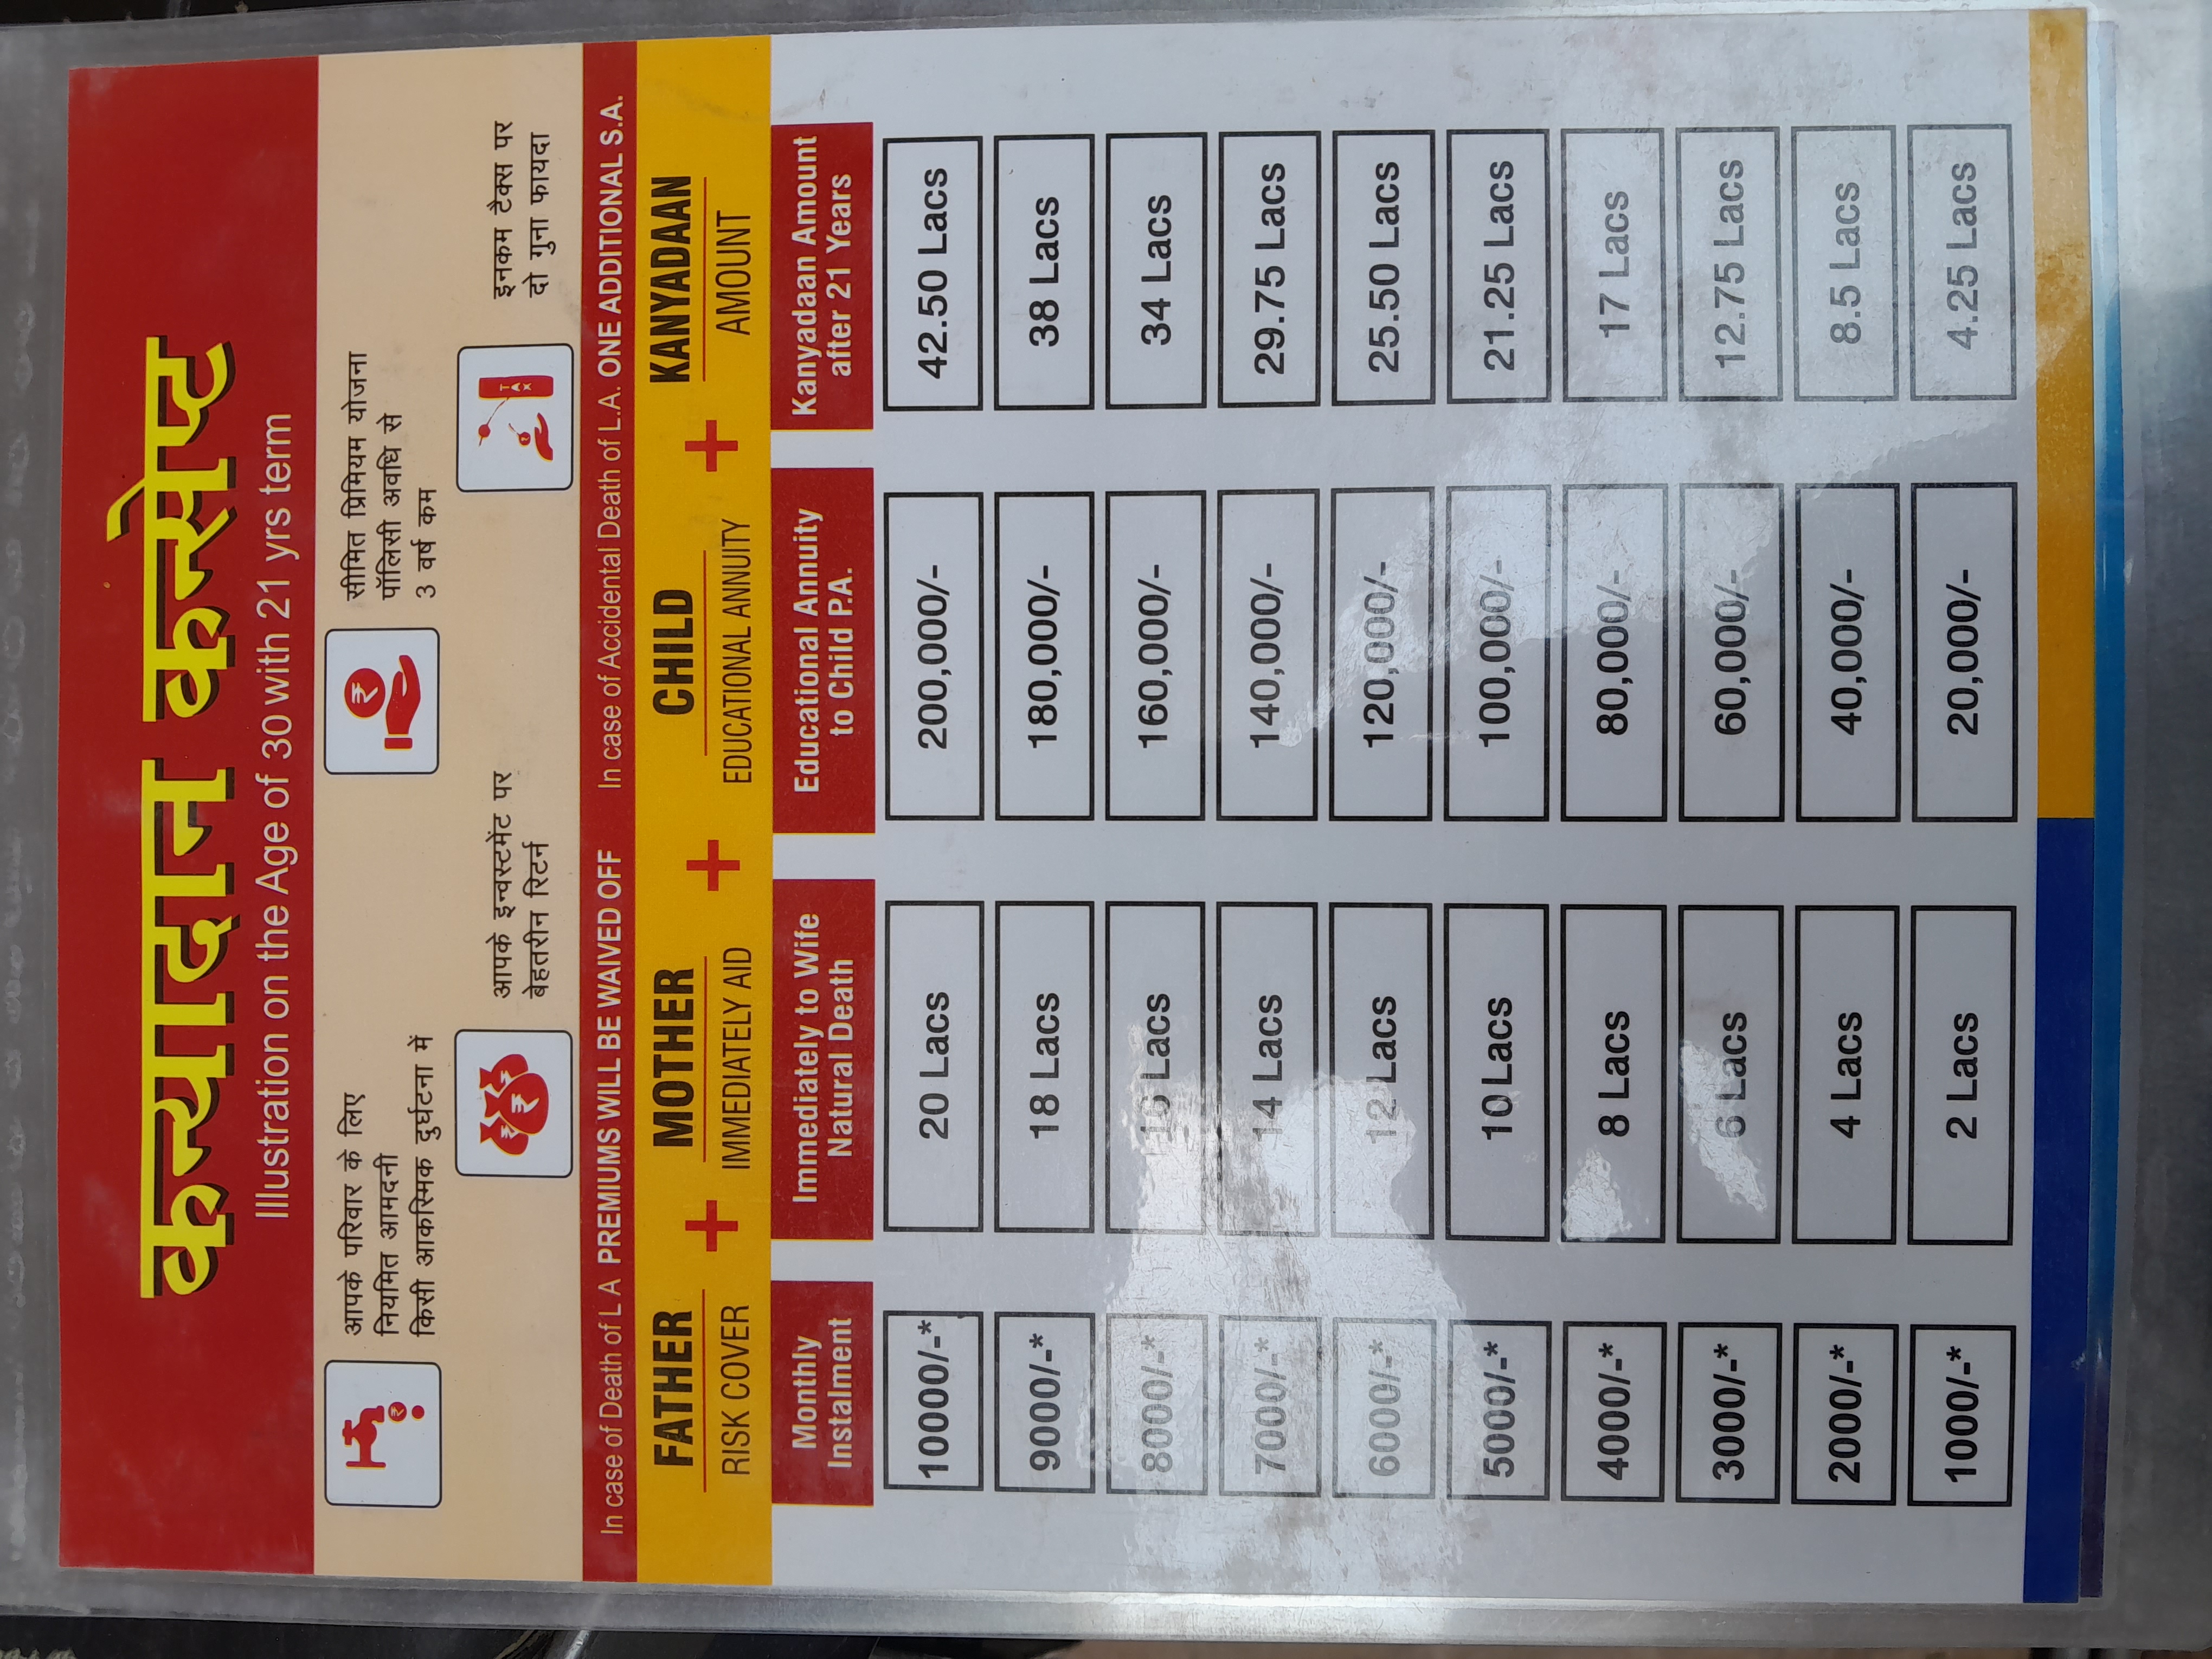 कन्यादान कन्सेप्ट
Illustration on the Age of 30 with 21 yrs term
आपके परिवार के लिए
नियमित आमदनी
किसी आकस्मिक दुर्घटना में
सीमित प्रिमियम योजना
पॉलिसी अवधि से
3 वर्ष कम
आपके इन्वस्टमेंट पर
बेहतरीन रिटर्न
TAX
इनकम टैक्स पर
दो गुना फायदा
In case of Death of L A PREMIUMS WILL BE WAIVED OFF In case of Accidental Death of L.A. ONE ADDITIONAL S.A.
FATHER + MOTHER + CHILD + KANYADAAN
RISK COVER IMMEDIATELY AID EDUCATIONAL ANNUITY AMOUNT
Monthly Immediately to Wife Educational Annuity Kanyadaan Amount
Instalment Natural Death to Child P.A. after 21 Years
10000/-* 20 Lacs 200,000/- 42.50 Lacs
9000/-* 18 Lacs 180,000/- 38 Lacs
8000/-* 16 Lacs 160,000/- 34 Lacs
7000/-* 14 Lacs 140,000/- 29.75 Lacs
6000/-* 12 Lacs 120,000/- 25.50 Lacs
5000/-* 10 Lacs 100,000/- 21.25 Lacs
4000/-* 8 Lacs 80,000/- 17 Lacs
3000/-* 6 Lacs 60,000/- 12.75 Lacs
2000/-* 4 Lacs 40,000/- 8.5 Lacs
1000/-* 2 Lacs 20,000/- 4.25 Lacs